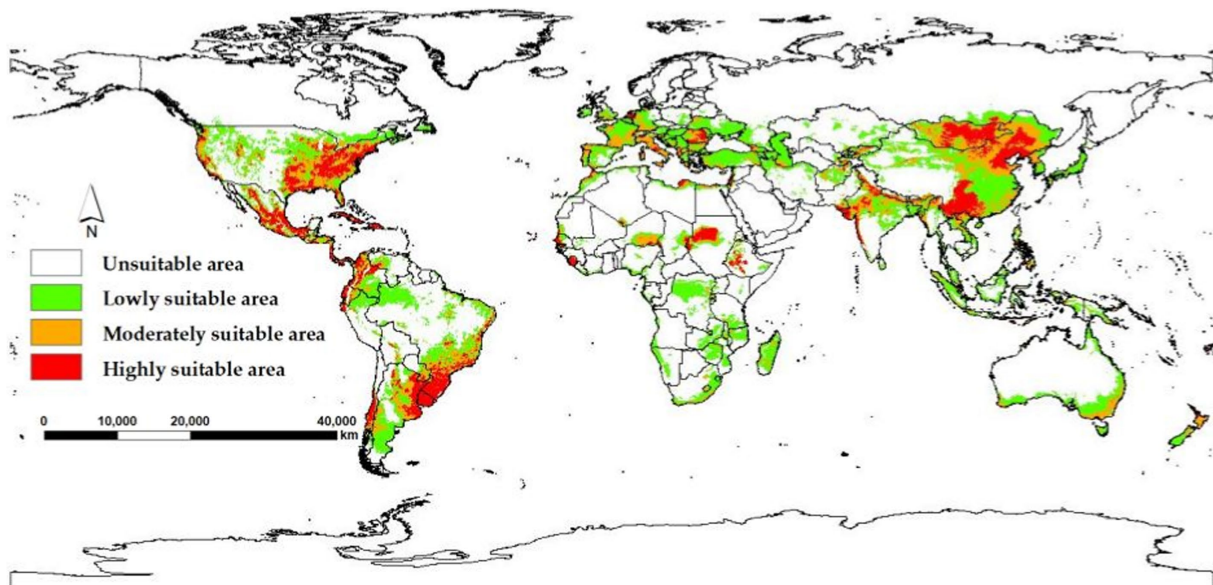 N
Unsuitable area
Lowly suitable area
Moderately suitable area
Highly suitable area
0 10,000 20,000 40,000
km